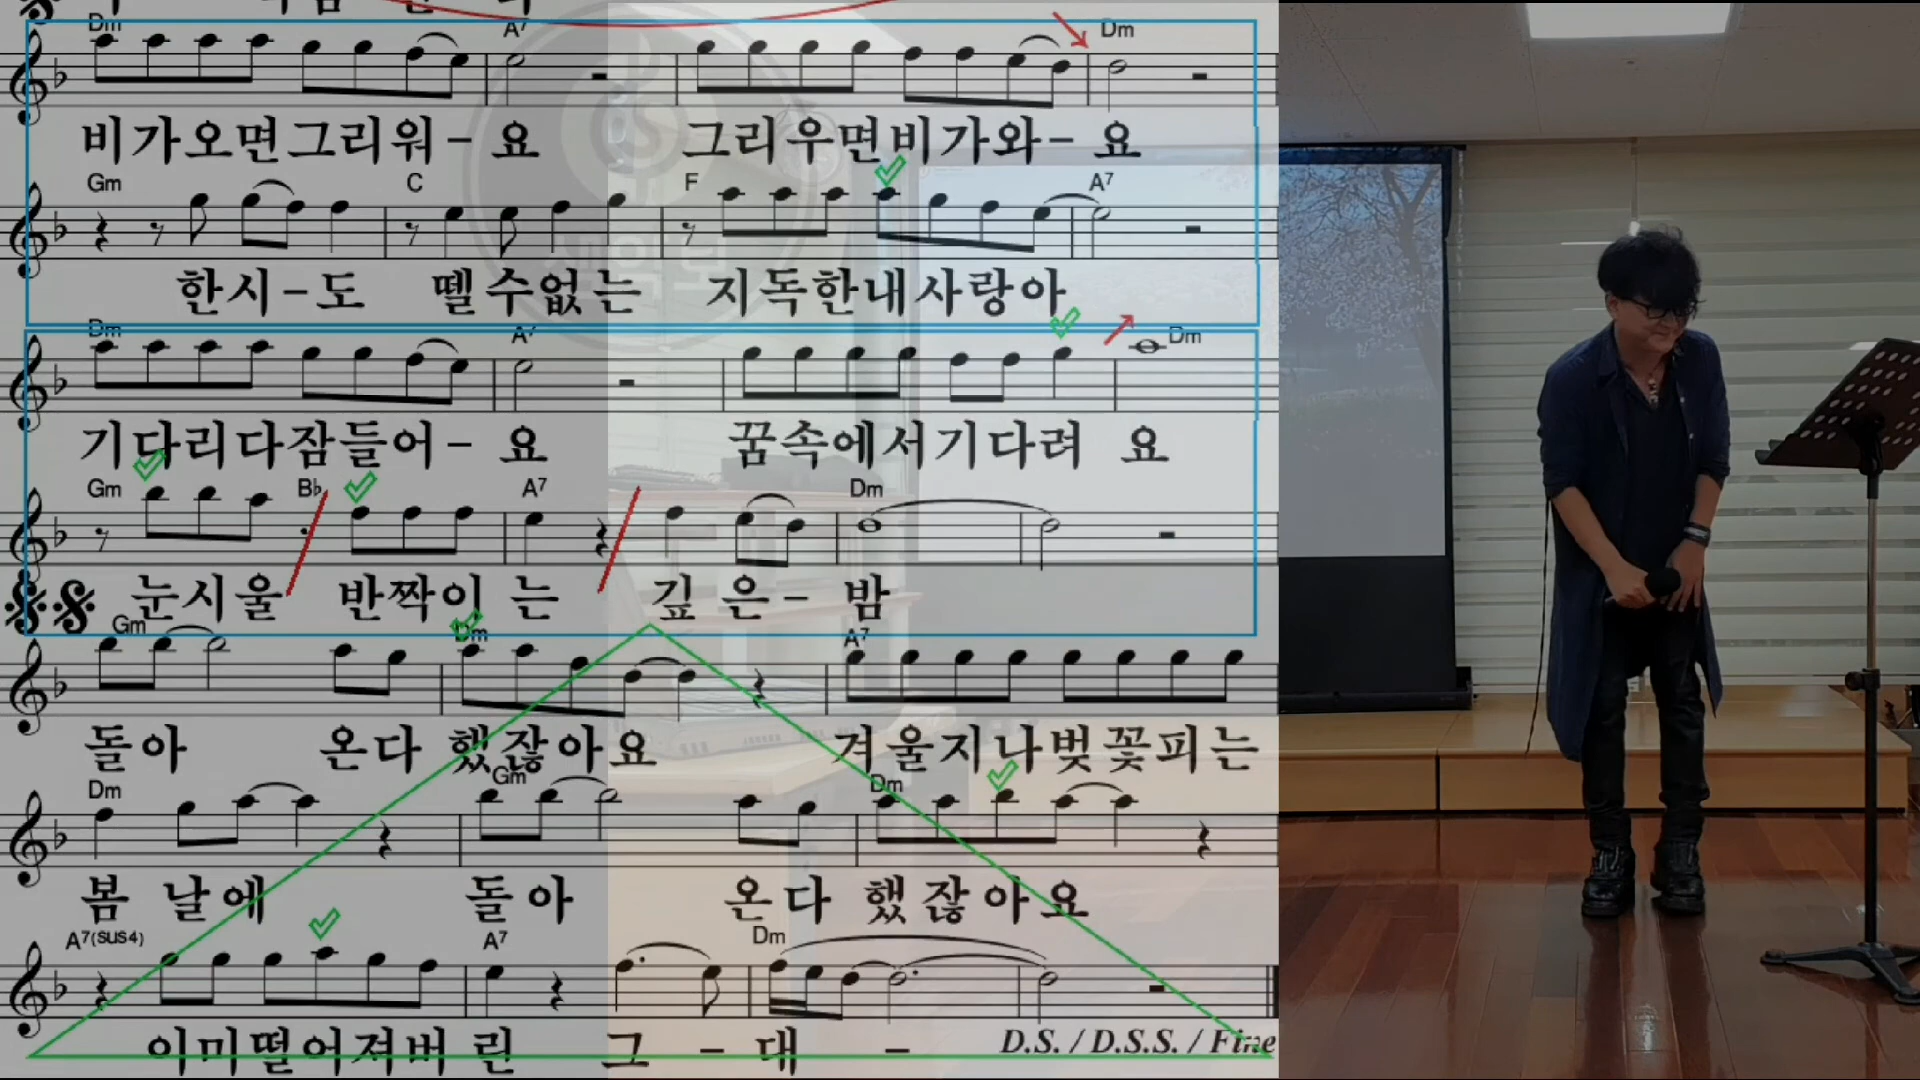 Dm A7 Dm
비가오면그리워-요 그리우면비가와-요
Gm C F A7
한시-도 뗄수없는 지독한내사랑아
Dm A7 Dm
기다리다잠들어-요 꿈속에서기다려 요
Gm B♭ A7 Dm
눈시울 반짝이 는 깊은-밤
Gm Dm A7
돌아 온다했잖아요 겨울지나벚꽃피는
Dm Gm Dm
봄날에 돌아 온다했잖아요
A7(SUS4) A7 Dm
이미떨어져버린 그-대-
D.S. / D.S.S. / Fine